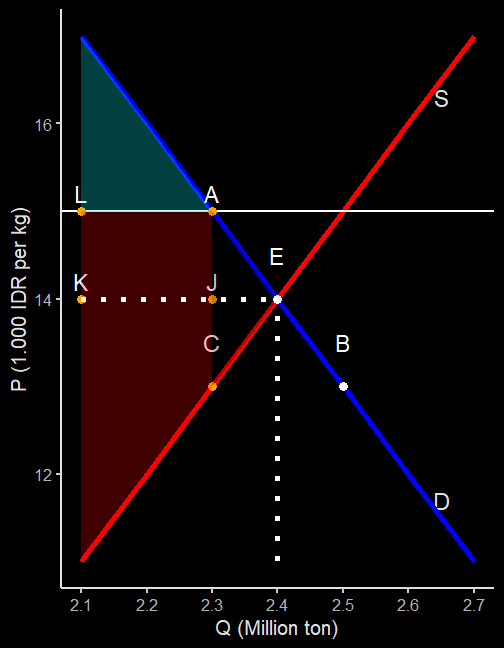 S
16
L
A
E
K
J
14
C
B
12
D
P (1.000 IDR per kg)
2.1 2.2 2.3 2.4 2.5 2.6 2.7
Q (Million ton)